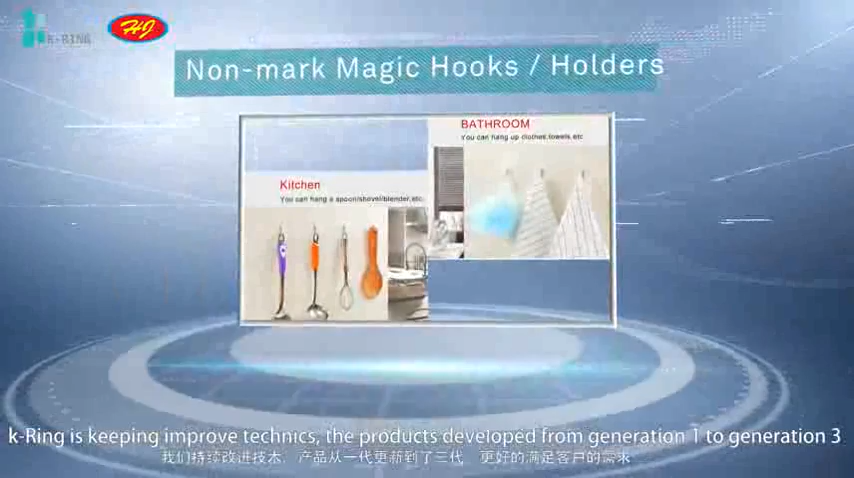 K-RING
HJ
Non-mark Magic Hooks / Holders
BATHROOM
You can hang up clothes,towels,etc
Kitchen
You can hang a spoon/shovel/blender,etc.
k-Ring is keeping improve technics, the products developed from generation 1 to generation 3
我们持续改进技术，产品从一代更新到了三代，更好的满足客户的需求